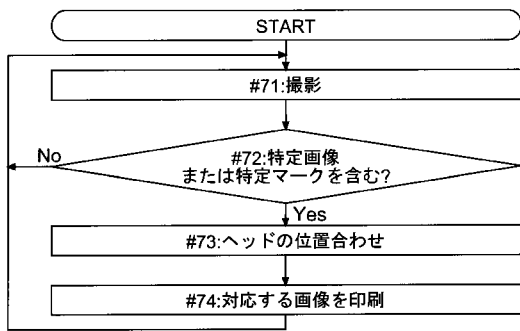 START
#71:撮影
#72:特定画像
または特定マークを含む?
No
Yes
#73:ヘッドの位置合わせ
#74:対応する画像を印刷